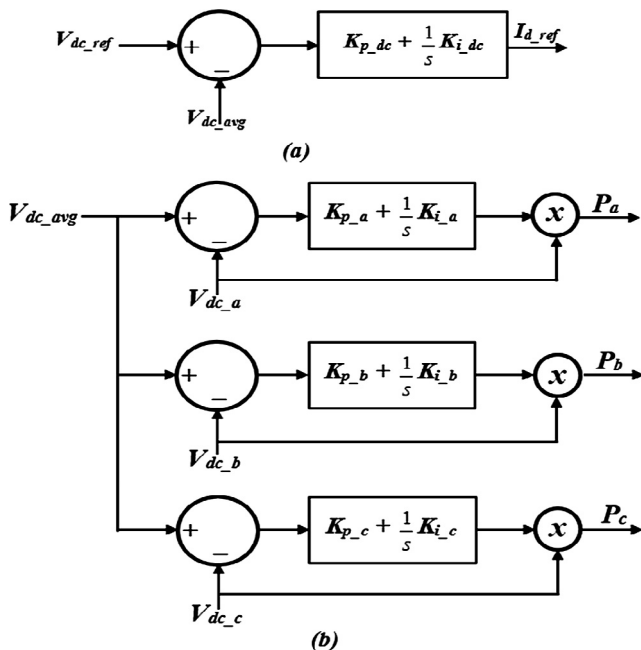 V_dc_ref + − K_p_dc + 1/s K_i_dc I_d_ref
V_dc_avg
(a)
V_dc_avg + − K_p_a + 1/s K_i_a x P_a
V_dc_a
+ − K_p_b + 1/s K_i_b x P_b
V_dc_b
+ − K_p_c + 1/s K_i_c x P_c
V_dc_c
(b)